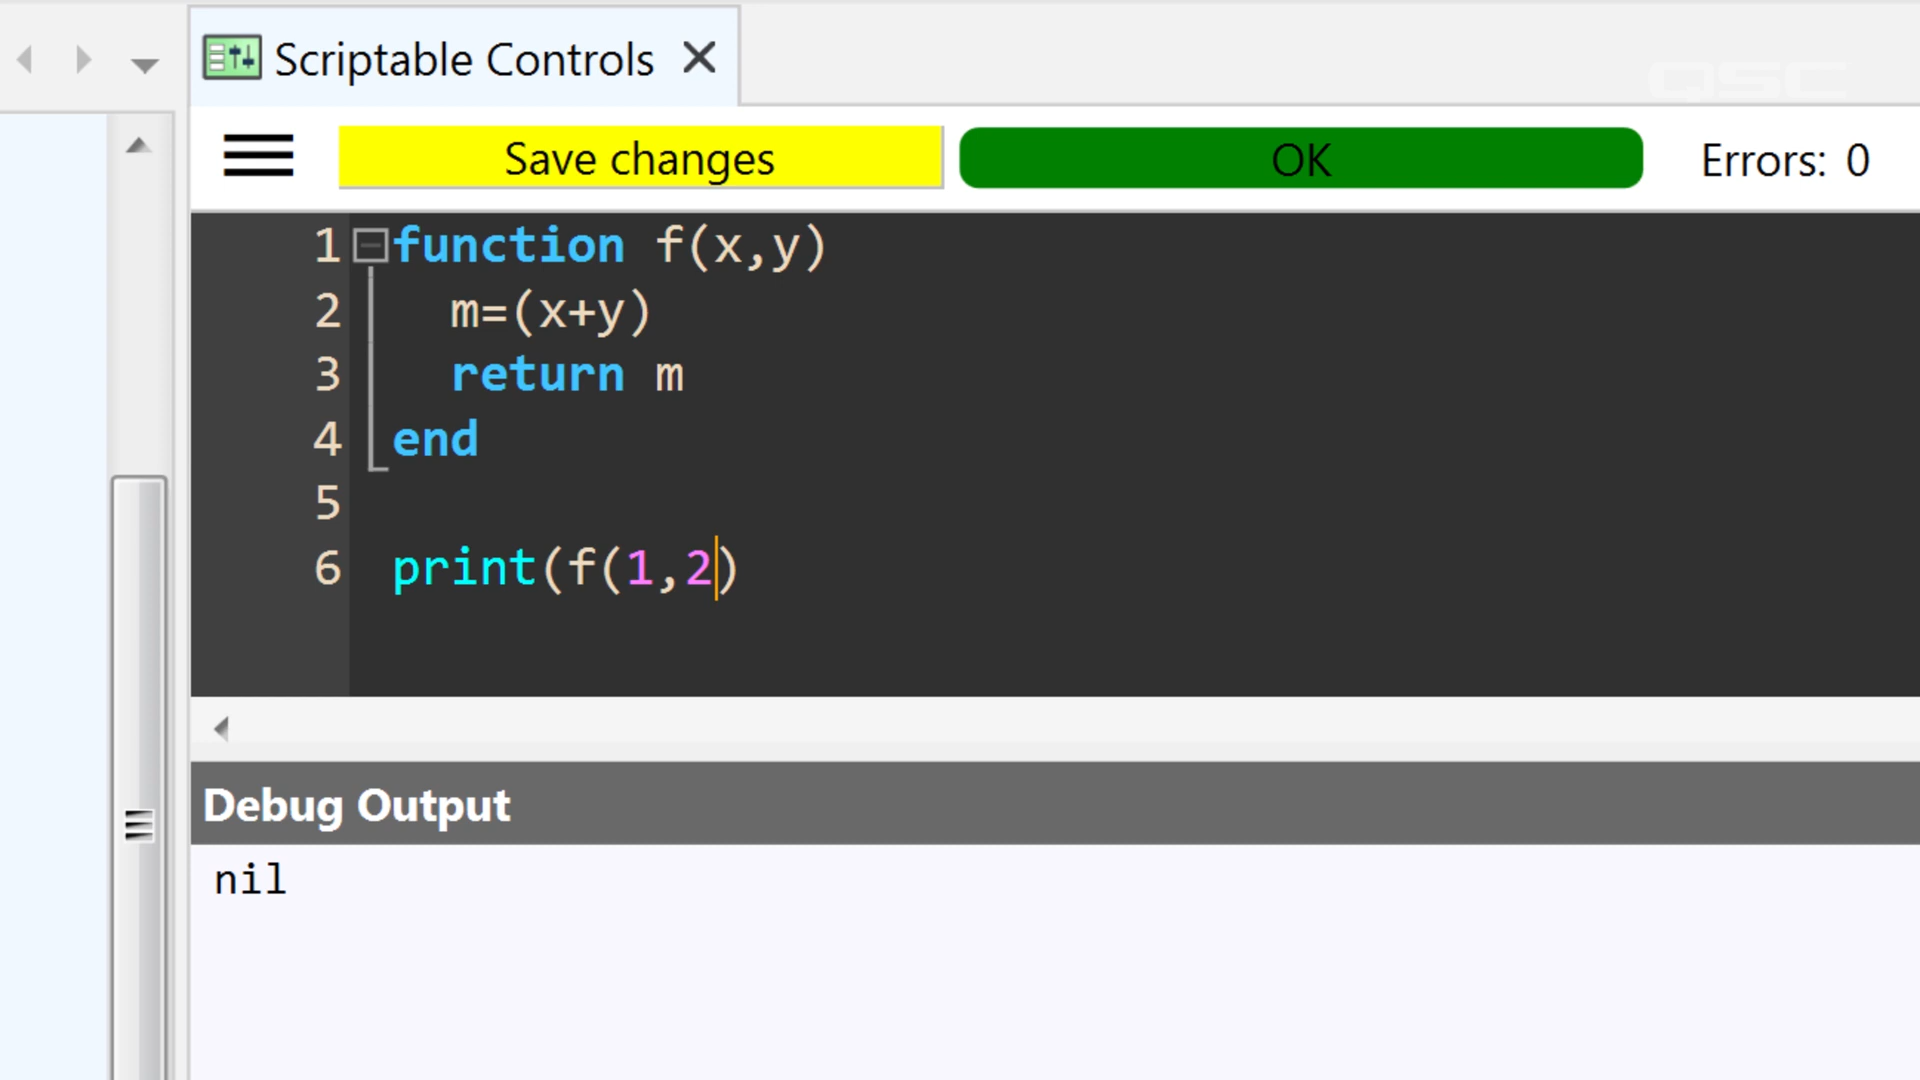 Scriptable Controls
QSC
Save changes
OK
Errors: 0
1 function f(x,y)
2 m=(x+y)
3 return m
4 end
5
6 print(f(1,2)
Debug Output
nil